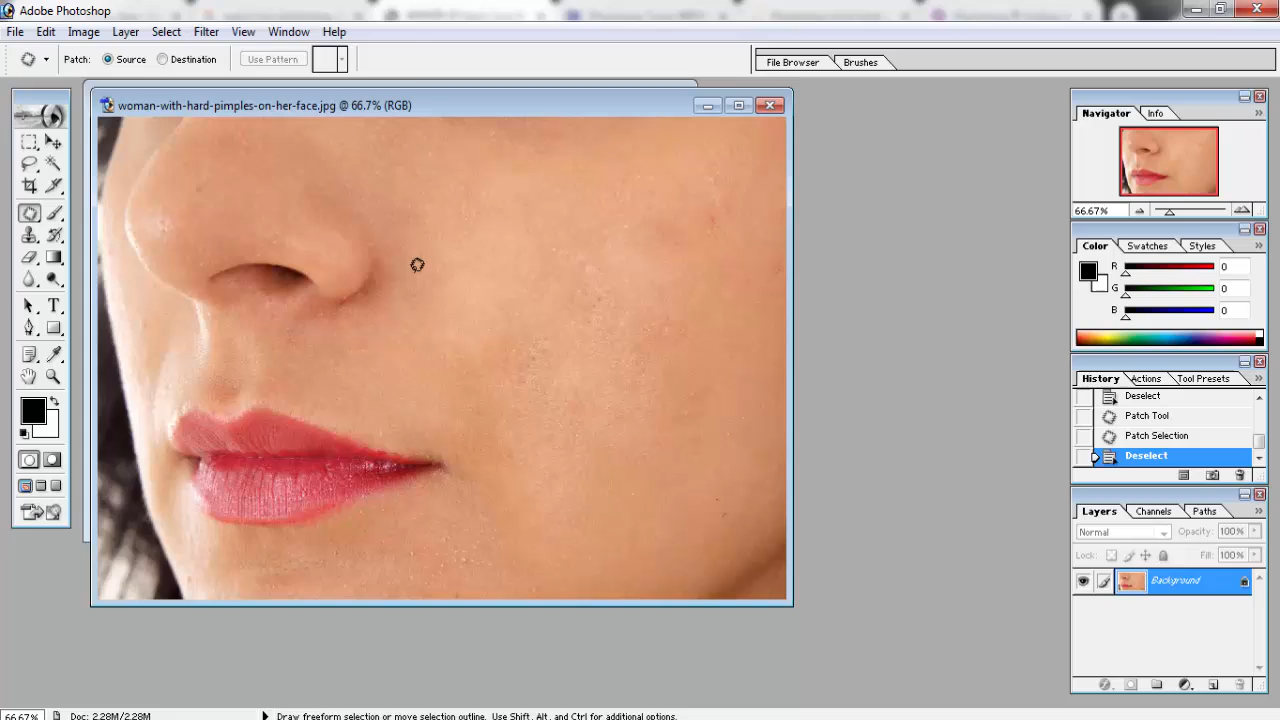 Adobe Photoshop
File Edit Image Layer Select Filter View Window Help
Patch: Source Destination Use Pattern
File Browser Brushes
woman-with-hard-pimples-on-her-face.jpg @ 66.7% (RGB)
Navigator Info
66.67%
Color Swatches Styles
R 0
G 0
B 0
History Actions Tool Presets
Deselect
Patch Tool
Patch Selection
Deselect
Layers Channels Paths
Normal Opacity: 100%
Lock: Fill: 100%
Background
66.67% Doc: 2.28M/2.28M Draw freeform selection or move selection outline. Use Shift, Alt, and Ctrl for additional options.